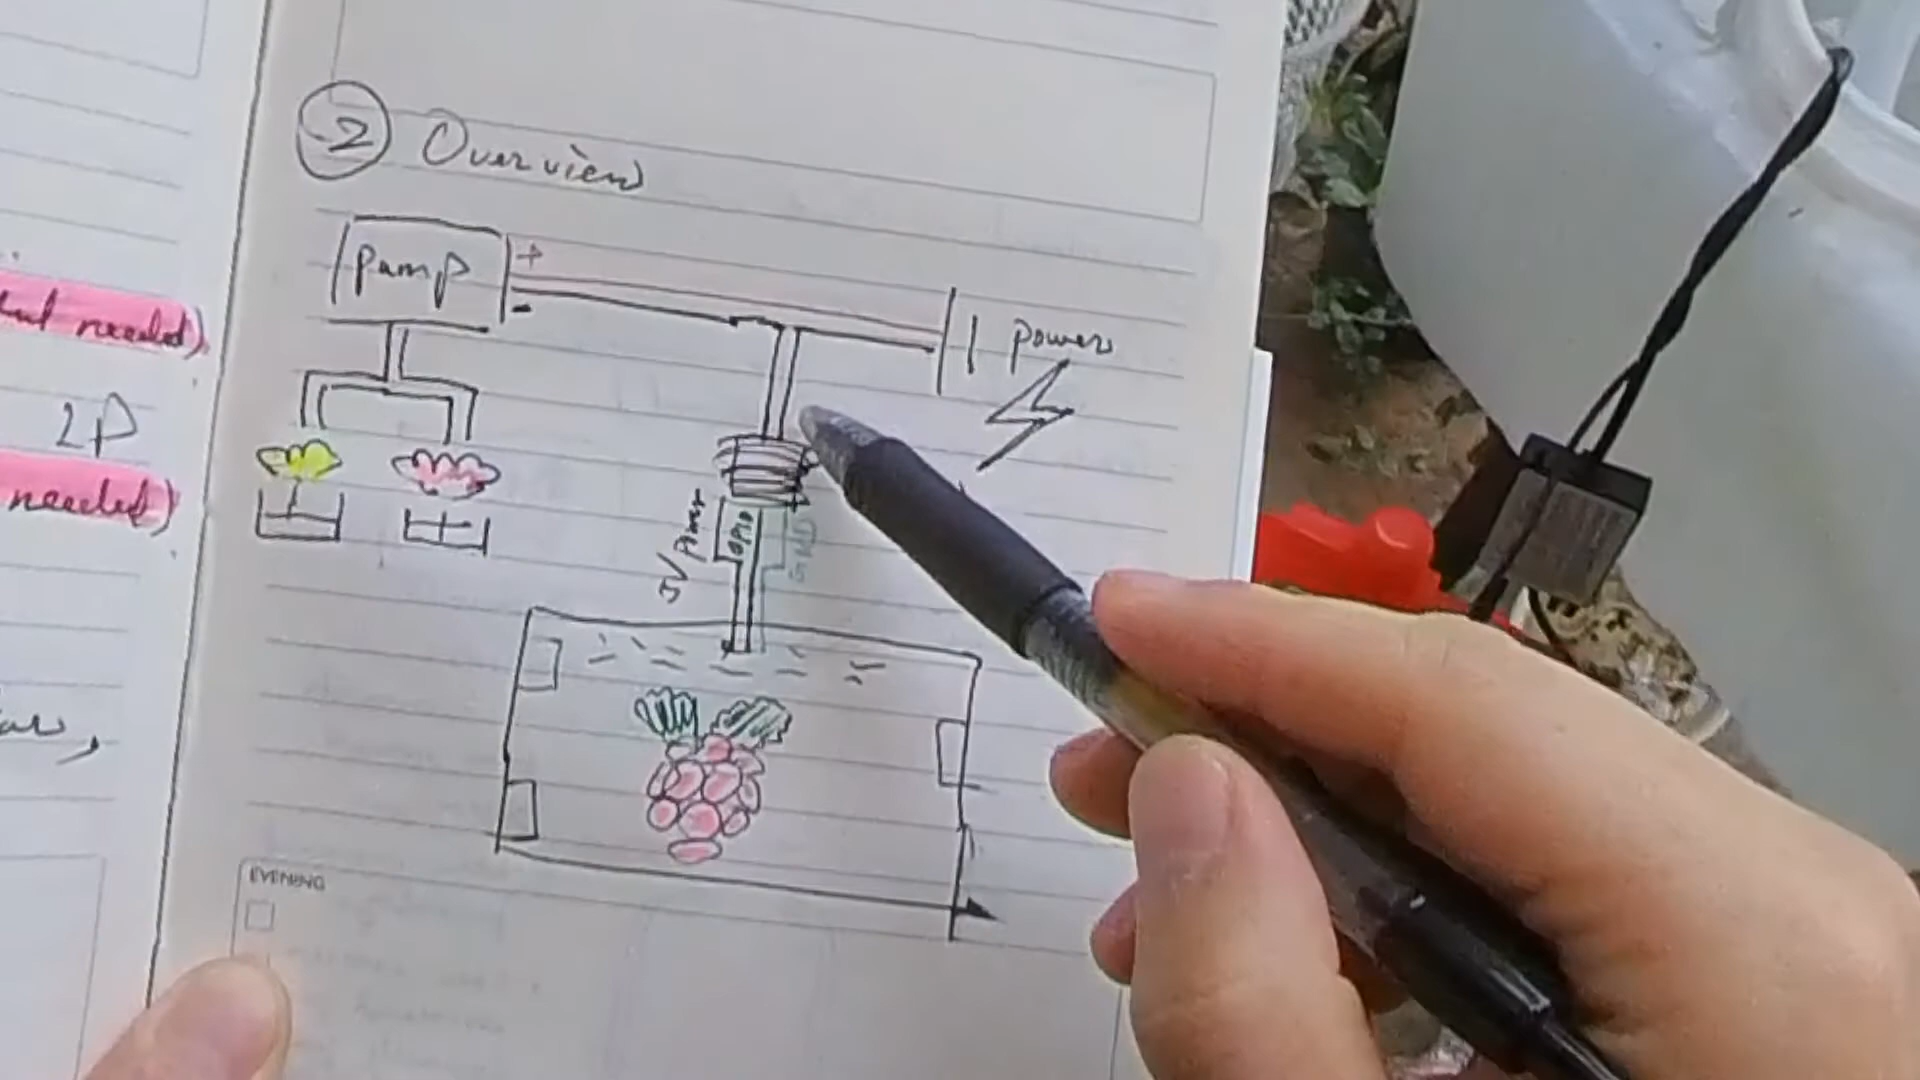 needed)
2P
needed)
2 Overview
Pump
+
-
Power
5V Power
GPIO
GND
EVENING